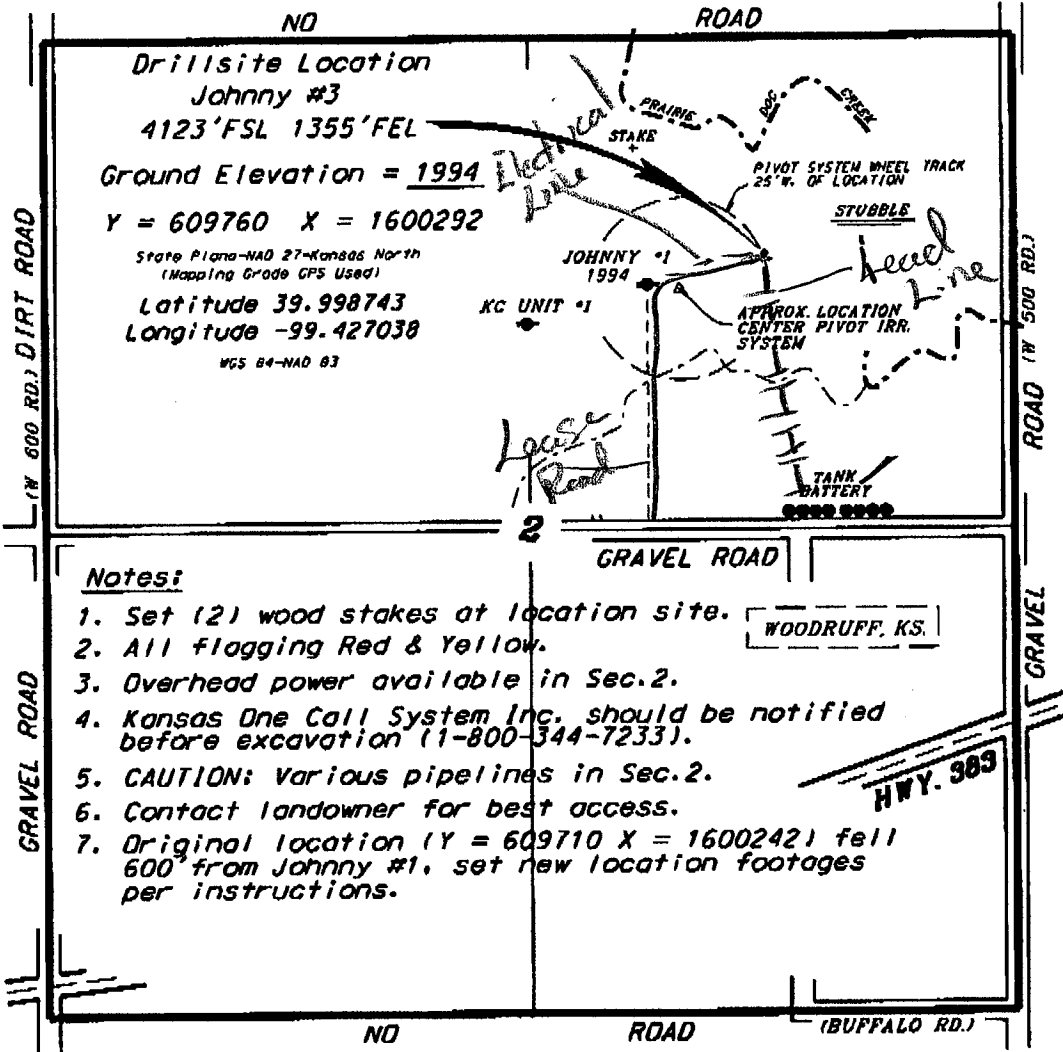 NO ROAD
Drillsite Location
Johnny #3
4123'FSL 1355'FEL
Ground Elevation = 1994
Y = 609760 X = 1600292
State Plane-NAD 27-Kansas North
(Mapping Grade GPS Used)
Latitude 39.998743
Longitude -99.427038
WGS 84-NAD 83
Electrical
Line
PRAIRIE DOG CREEK
STAKE
PIVOT SYSTEM WHEEL TRACK
25'W. OF LOCATION
STUBBLE
JOHNNY #1
1994
KC UNIT #1
Lead
Line
APPROX. LOCATION
CENTER PIVOT IRR.
SYSTEM
Lease
Road
TANK
BATTERY
(W 600 RD.) DIRT ROAD
ROAD (W 500 RD.)
2
GRAVEL ROAD
Notes:
1. Set (2) wood stakes at location site.
WOODRUFF, KS.
2. All flagging Red & Yellow.
3. Overhead power available in Sec.2.
4. Kansas One Call System Inc. should be notified
before excavation (1-800-344-7233).
5. CAUTION: Various pipelines in Sec.2.
6. Contact landowner for best access.
7. Original location (Y = 609710 X = 1600242) fell
600' from Johnny #1, set new location footages
per instructions.
GRAVEL ROAD
GRAVEL
HWY. 383
NO ROAD
(BUFFALO RD.)